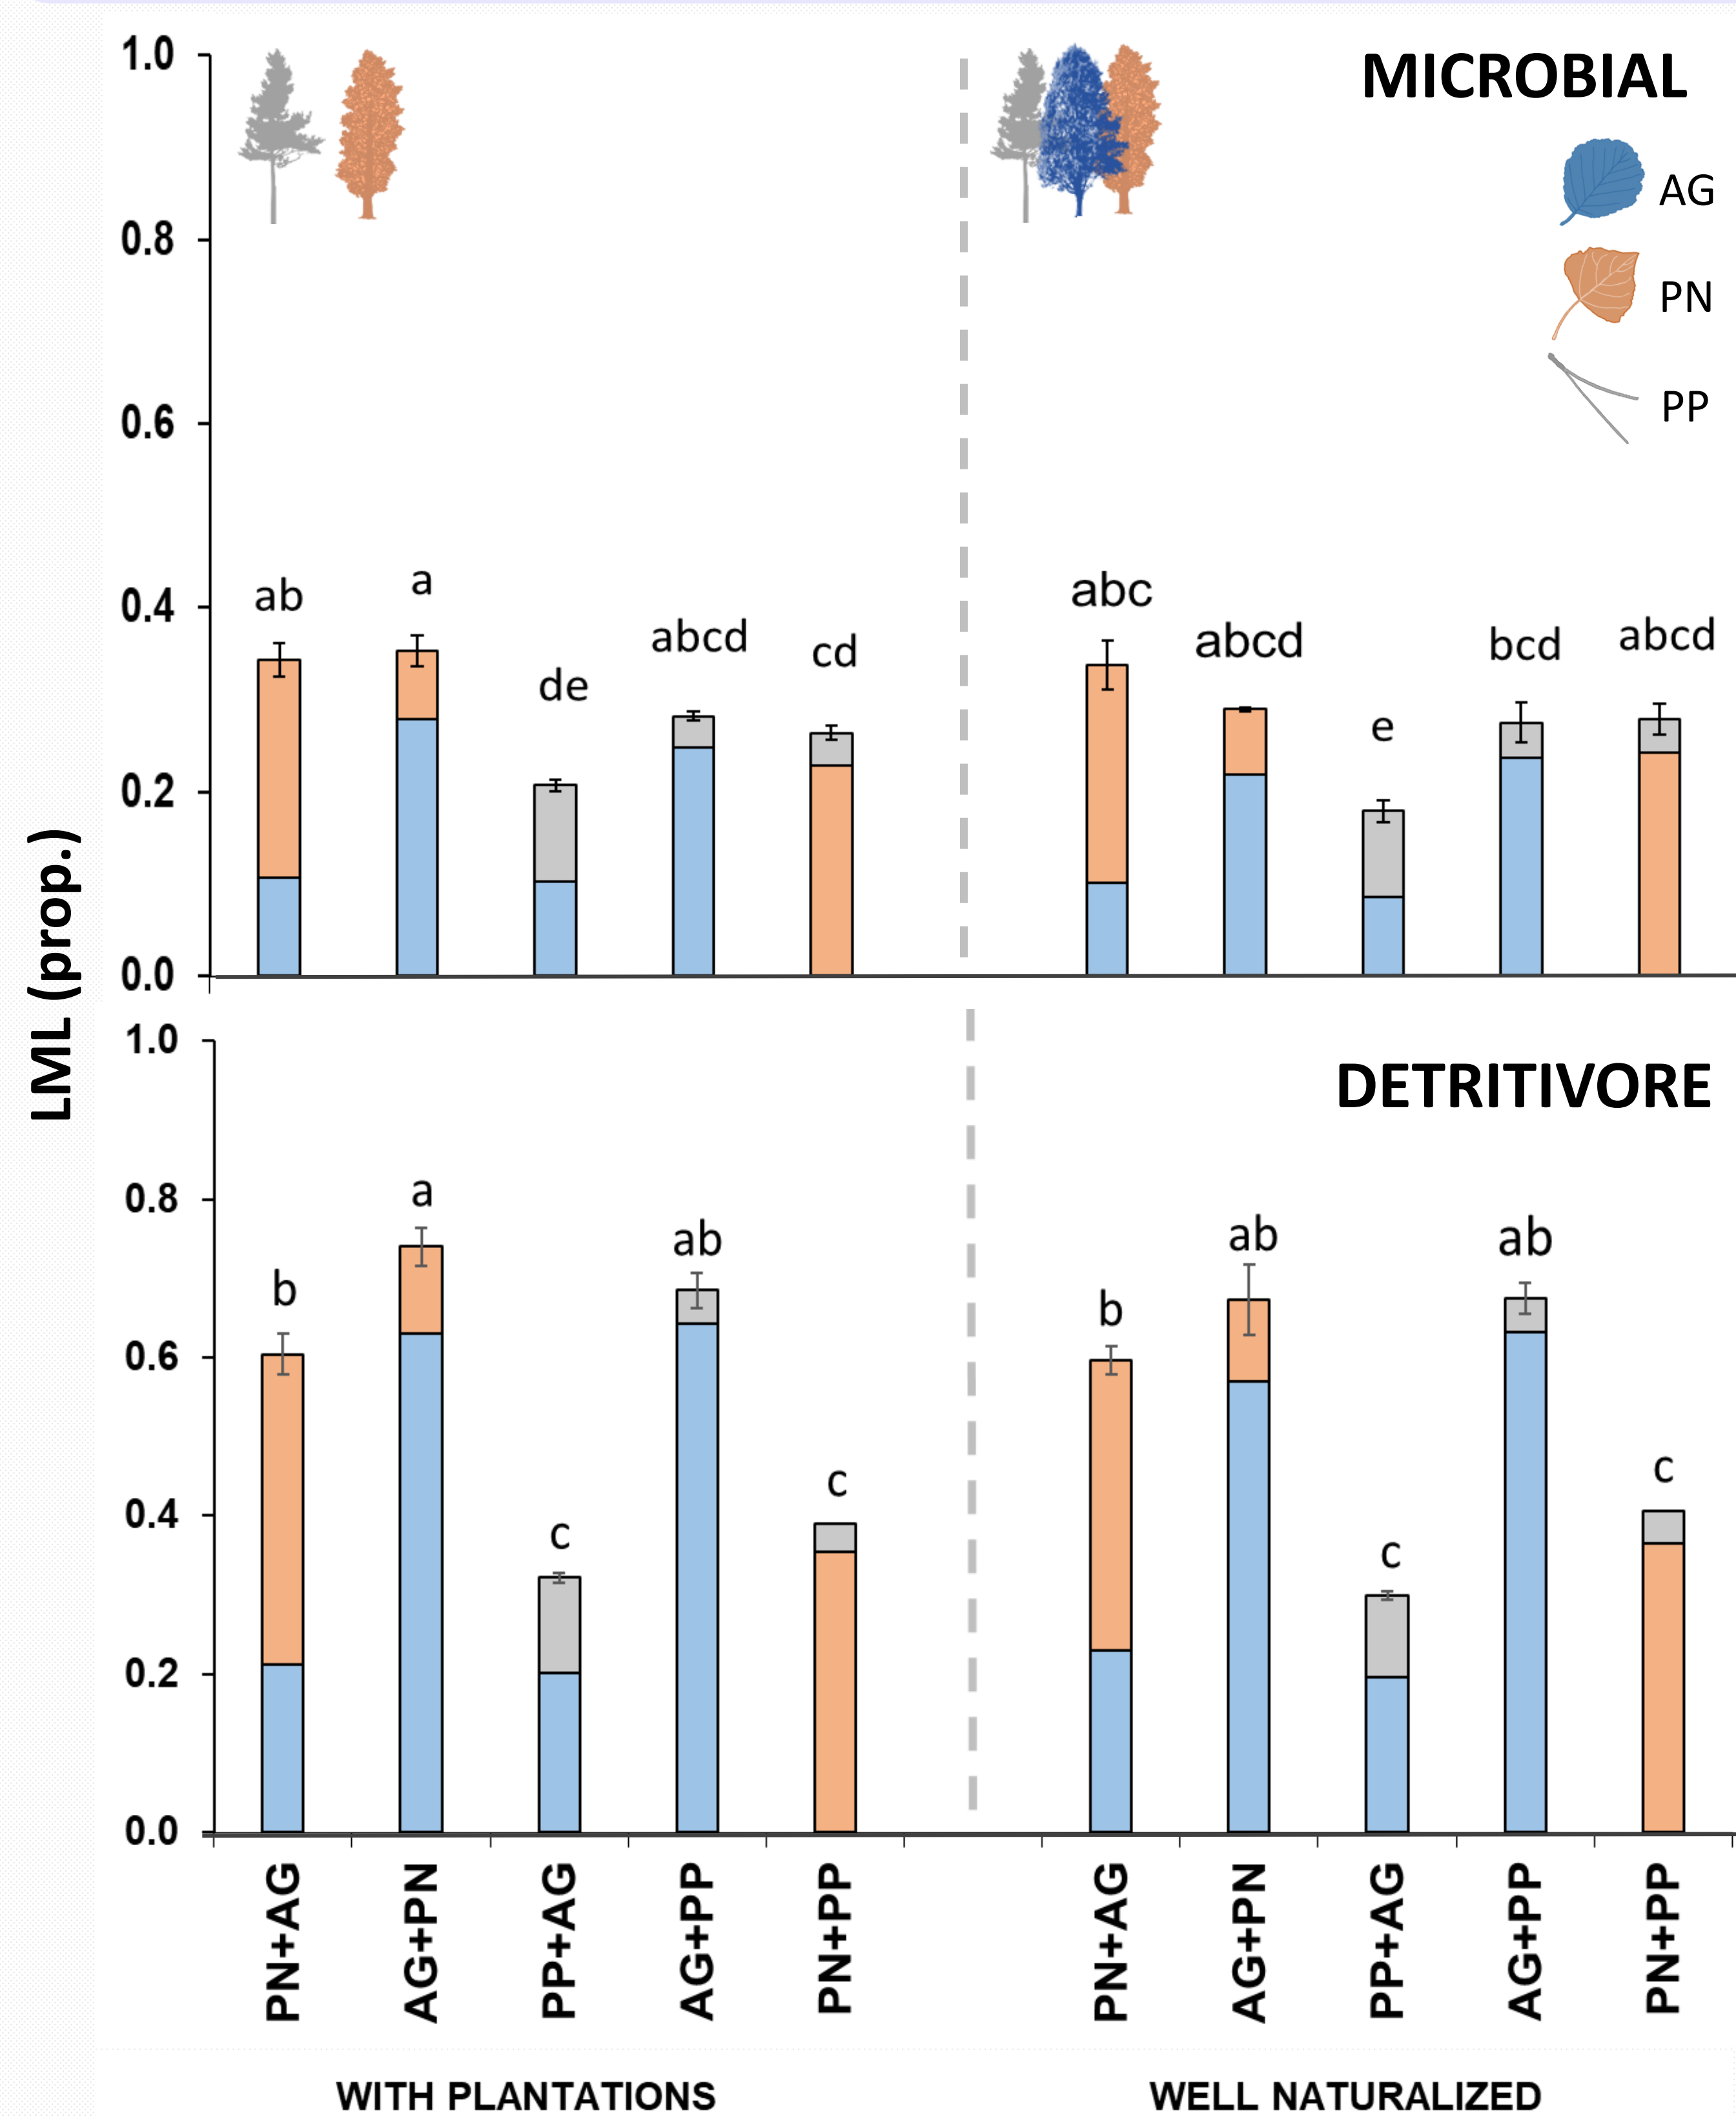 MICROBIAL
AG
PN
PP
LML (prop.)
1.0
0.8
0.6
0.4
0.2
0.0
ab
a
de
abcd
cd
abc
abcd
e
bcd
abcd
DETRITIVORE
1.0
0.8
0.6
0.4
0.2
0.0
b
a
c
ab
c
b
ab
c
ab
c
PN+AG
AG+PN
PP+AG
AG+PP
PN+PP
PN+AG
AG+PN
PP+AG
AG+PP
PN+PP
WITH PLANTATIONS
WELL NATURALIZED